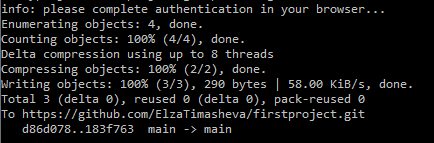 info: please complete authentication in your browser...
Enumerating objects: 4, done.
Counting objects: 100% (4/4), done.
Delta compression using up to 8 threads
Compressing objects: 100% (2/2), done.
Writing objects: 100% (3/3), 290 bytes | 58.00 KiB/s, done.
Total 3 (delta 0), reused 0 (delta 0), pack-reused 0
To https://github.com/ElzaTimasheva/firstproject.git
   d86d078..183f763  main -> main